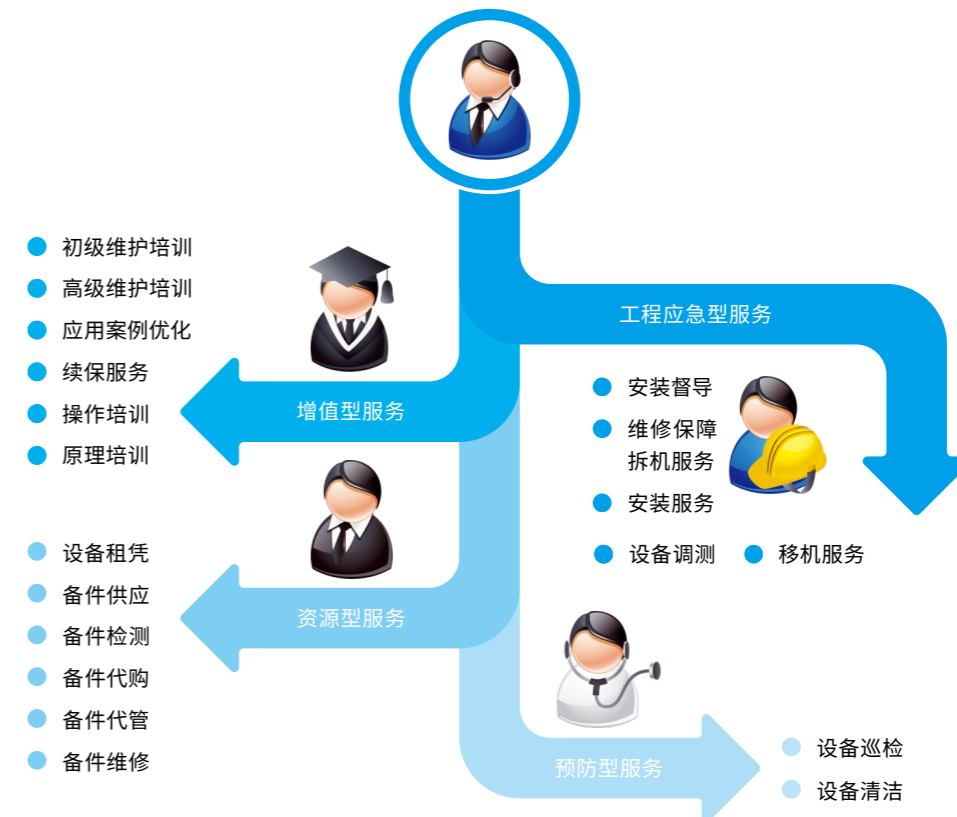 工程应急型服务
安装督导
维修保障
拆机服务
安装服务
设备调测
移机服务
初级维护培训
高级维护培训
应用案例优化
续保服务
操作培训
原理培训
增值型服务
设备租凭
备件供应
备件检测
备件代购
备件代管
备件维修
资源型服务
预防型服务
设备巡检
设备清洁